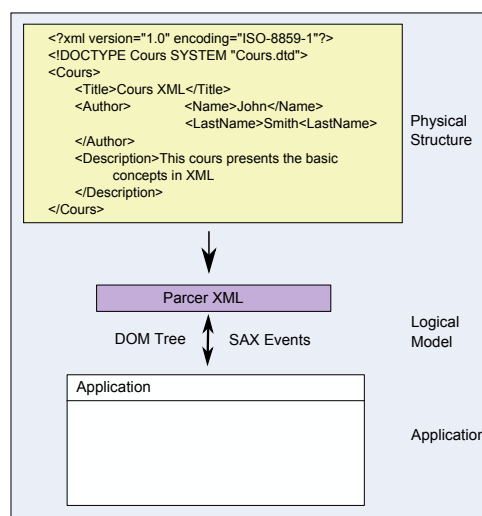 <?xml version="1.0" encoding="ISO-8859-1"?>
<!DOCTYPE Cours SYSTEM "Cours.dtd">
<Cours>
<Title>Cours XML</Title>
<Author> <Name>John</Name>
<LastName>Smith<LastName>
</Author>
<Description>This cours presents the basic
concepts in XML
</Description>
</Cours>
Physical
Structure
Parcer XML
DOM Tree SAX Events
Logical
Model
Application
Application